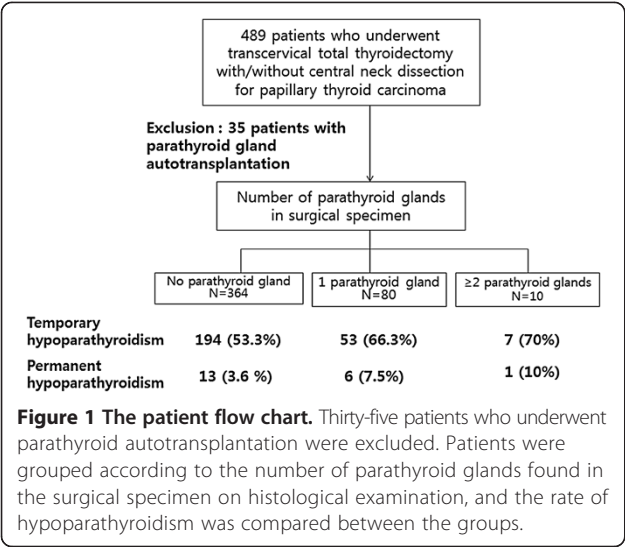 489 patients who underwent
transcervical total thyroidectomy
with/without central neck dissection
for papillary thyroid carcinoma
Exclusion : 35 patients with
parathyroid gland
autotransplantation
Number of parathyroid glands
in surgical specimen
No parathyroid gland
N=364
1 parathyroid gland
N=80
≥2 parathyroid glands
N=10
Temporary
hypoparathyroidism
194 (53.3%)
53 (66.3%)
7 (70%)
Permanent
hypoparathyroidism
13 (3.6 %)
6 (7.5%)
1 (10%)
Figure 1 The patient flow chart. Thirty-five patients who underwent
parathyroid autotransplantation were excluded. Patients were
grouped according to the number of parathyroid glands found in
the surgical specimen on histological examination, and the rate of
hypoparathyroidism was compared between the groups.